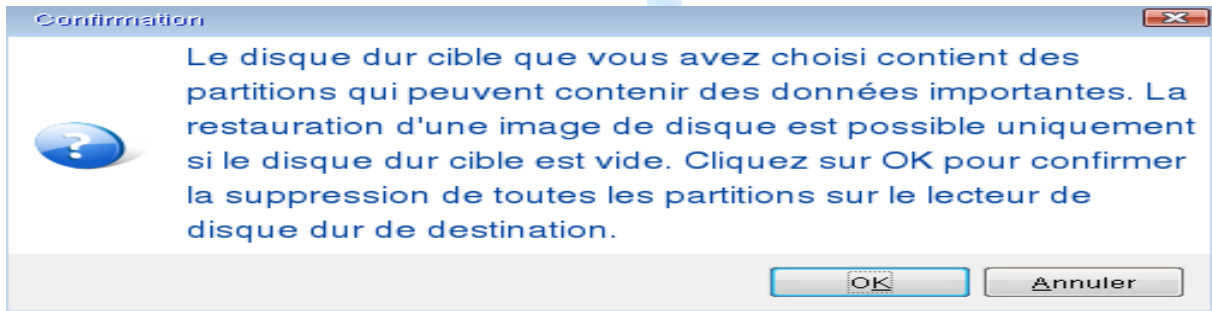 Confirmation
Le disque dur cible que vous avez choisi contient des
partitions qui peuvent contenir des données importantes. La
restauration d'une image de disque est possible uniquement
si le disque dur cible est vide. Cliquez sur OK pour confirmer
la suppression de toutes les partitions sur le lecteur de
disque dur de destination.
OK Annuler